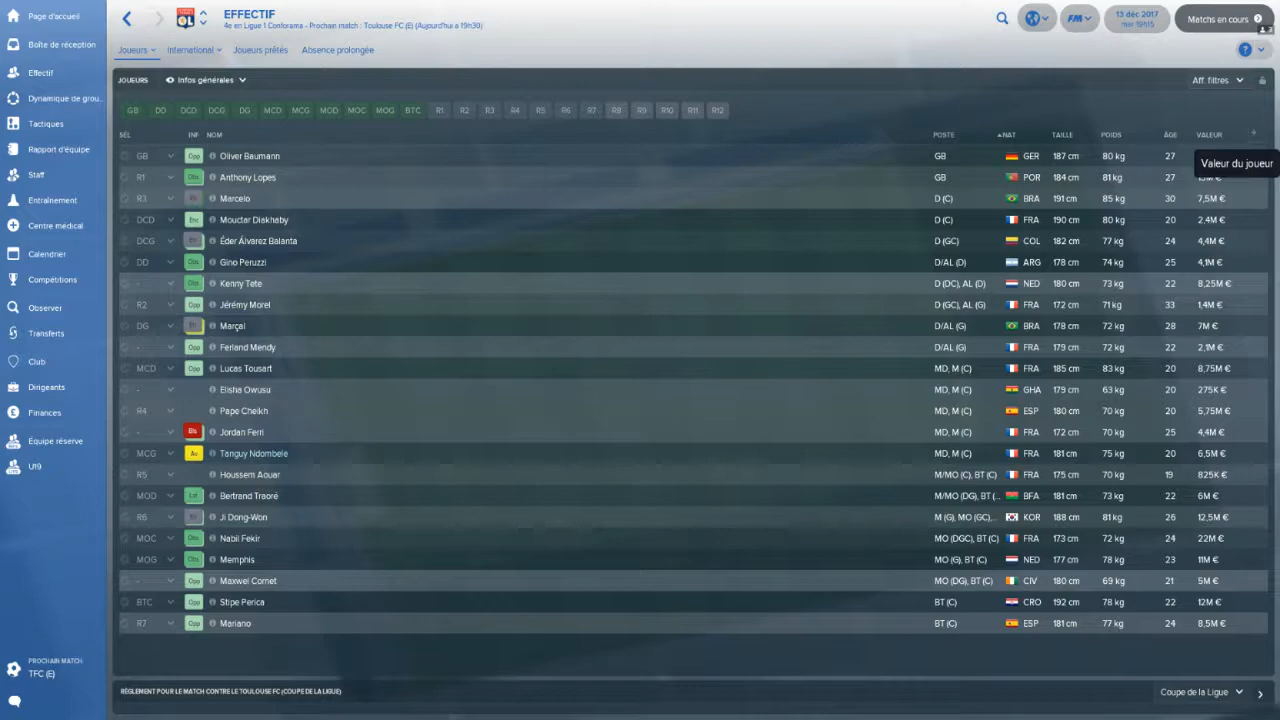 Page d'accueil
Boîte de réception
Effectif
Dynamique de grou...
Tactiques
Rapport d'équipe
Staff
Entraînement
Centre médical
Calendrier
Compétitions
Observer
Transferts
Club
Dirigeants
Finances
Équipe réserve
U19
PROCHAIN MATCH:
TFC (E)
EFFECTIF
4e en Ligue 1 Conforama - Prochain match : Toulouse FC (E) (Aujourd'hui à 19h30)
FM
13 déc 2017
mer 19h15
Matchs en cours
Joueurs International Joueurs prêtés Absence prolongée
?
JOUEURS Infos générales Aff. filtres
GB DD DCD DCG DG MCD MCG MOD MOC MOG BTC R1 R2 R3 R4 R5 R6 R7 R8 R9 R10 R11 R12
SÉL INF NOM POSTE NAT TAILLE POIDS ÂGE VALEUR
Valeur du joueur
GB Opp Oliver Baumann GB GER 187 cm 80 kg 27
R1 Anthony Lopes GB POR 184 cm 81 kg 27
R3 Marcelo D (C) BRA 191 cm 85 kg 30 7,5M €
DCD Enc Mouctar Diakhaby D (C) FRA 190 cm 80 kg 20 2,4M €
DCG Éder Álvarez Balanta D (GC) COL 182 cm 77 kg 24 4,4M €
DD Gino Peruzzi D/AL (D) ARG 178 cm 74 kg 25 4,1M €
- Kenny Tete D (DC), AL (D) NED 180 cm 73 kg 22 8,25M €
R2 Opp Jérémy Morel D (GC), AL (G) FRA 172 cm 71 kg 33 1,4M €
DG Marçal D/AL (G) BRA 178 cm 72 kg 28 7M €
- Opp Ferland Mendy D/AL (G) FRA 179 cm 72 kg 22 2,1M €
MCD Opp Lucas Tousart MD, M (C) FRA 185 cm 83 kg 20 8,75M €
- Elisha Owusu MD, M (C) GHA 179 cm 63 kg 20 275K €
R4 Pape Cheikh MD, M (C) ESP 180 cm 70 kg 20 5,75M €
- Bls Jordan Ferri MD, M (C) FRA 172 cm 70 kg 25 4,4M €
MCG Av Tanguy Ndombele MD, M (C) FRA 181 cm 75 kg 20 6,5M €
R5 Houssem Aouar M/MO (C), BT (C) FRA 175 cm 70 kg 19 825K €
MOD Bertrand Traoré M/MO (DG), BT (... BFA 181 cm 73 kg 22 6M €
R6 Ji Dong-Won M (G), MO (GC),... KOR 188 cm 81 kg 26 12,5M €
MOC Nabil Fekir MO (DGC), BT (C) FRA 173 cm 72 kg 24 22M €
MOG Memphis MO (G), BT (C) NED 177 cm 78 kg 23 11M €
- Opp Maxwel Cornet MO (DG), BT (C) CIV 180 cm 69 kg 21 5M €
BTC Opp Stipe Perica BT (C) CRO 192 cm 78 kg 22 12M €
R7 Opp Mariano BT (C) ESP 181 cm 77 kg 24 8,5M €
RÈGLEMENT POUR LE MATCH CONTRE LE TOULOUSE FC (COUPE DE LA LIGUE)
Coupe de la Ligue